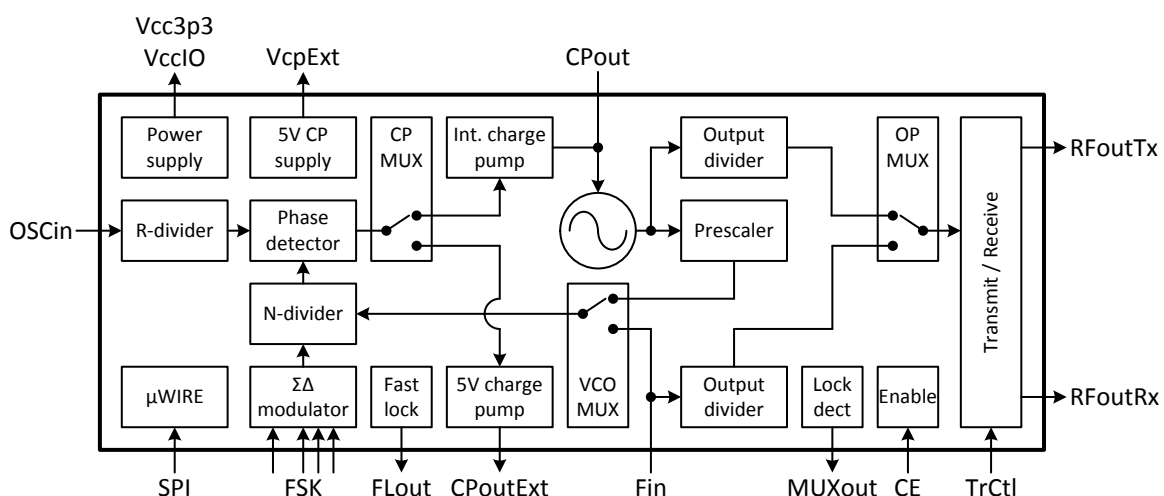 Vcc3p3
VccIO
VcpExt
CPout
Power
supply
5V CP
supply
CP
MUX
Int. charge
pump
Output
divider
OP
MUX
RFoutTx
OSCin
R-divider
Phase
detector
Prescaler
Transmit / Receive
N-divider
µWIRE
ΣΔ
modulator
Fast
lock
5V charge
pump
VCO
MUX
Output
divider
Lock
dect
Enable
RFoutRx
SPI
FSK
FLout
CPoutExt
Fin
MUXout
CE
TrCtl